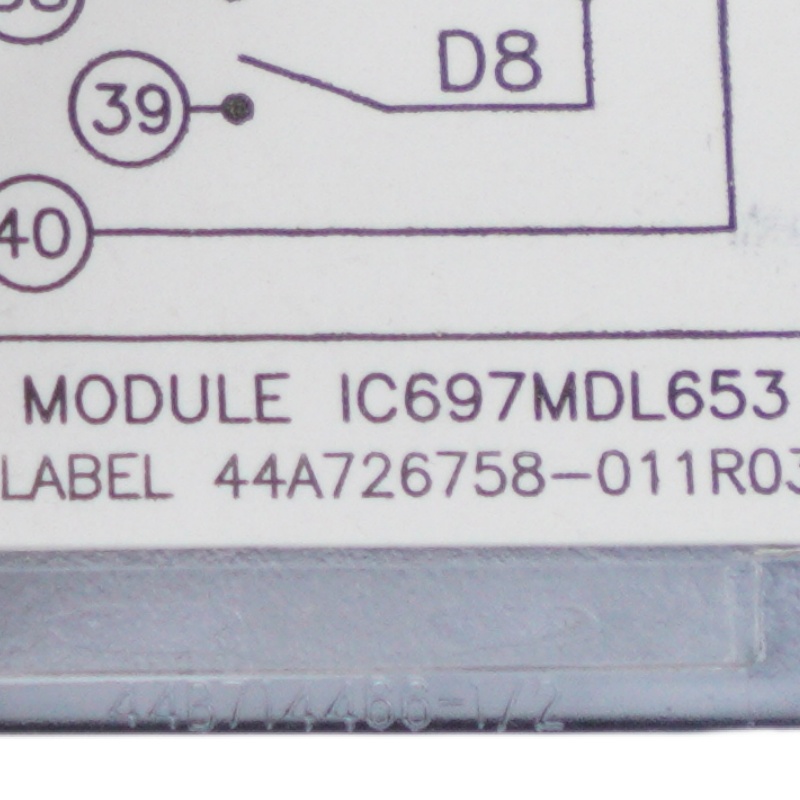 D8
39
40
MODULE IC697MDL653
LABEL 44A726758-011R03